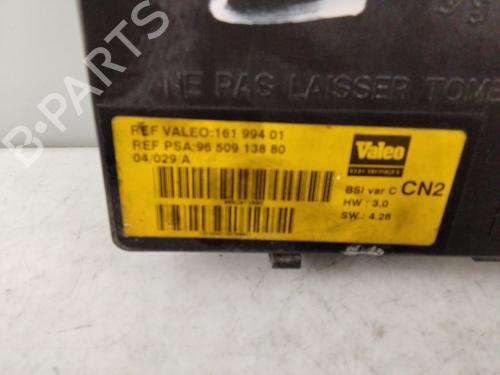 NE PAS LAISSER TOMB
REF VALEO:161 994 01
REF PSA:96 509 138 80
04/029/A
Valeo
BSI var C CN2
HW : 3.0
SW.: 4.28
B-PARTS